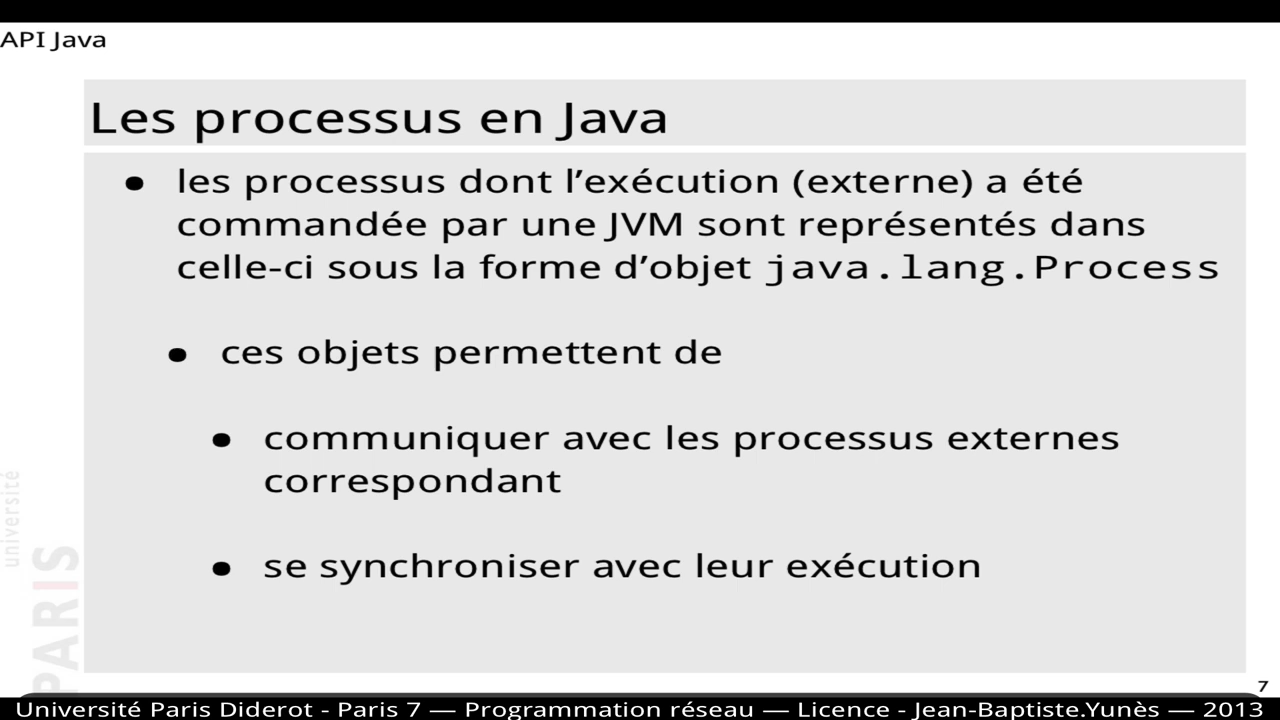 API Java
Les processus en Java
• les processus dont l’exécution (externe) a été
commandée par une JVM sont représentés dans
celle-ci sous la forme d’objet java.lang.Process
• ces objets permettent de
• communiquer avec les processus externes
correspondant
• se synchroniser avec leur exécution
université
PARIS
7
Université Paris Diderot - Paris 7 — Programmation réseau — Licence - Jean-Baptiste.Yunès — 2013